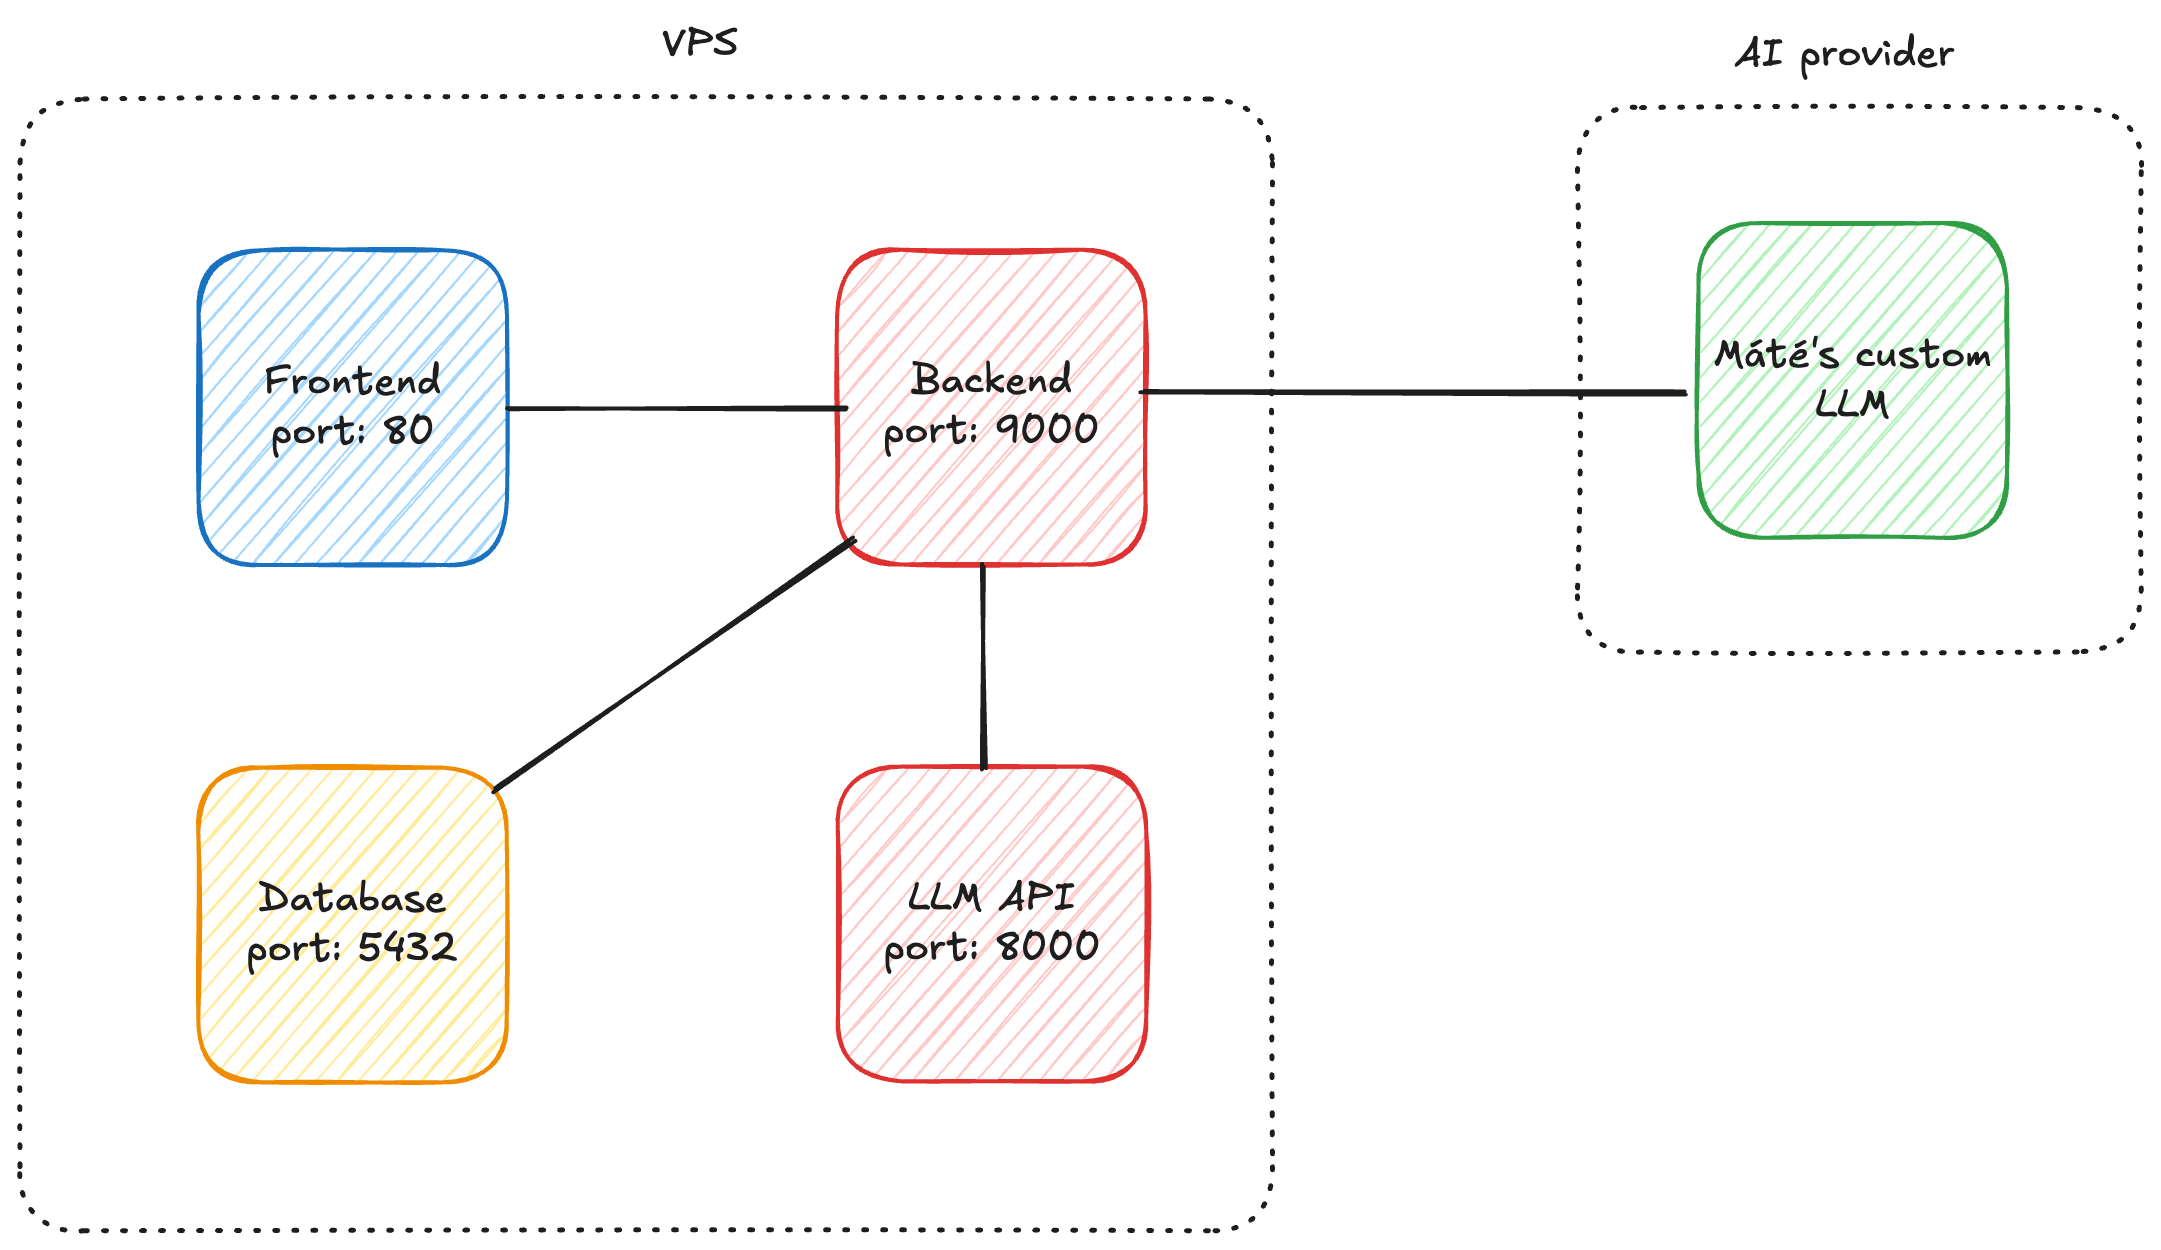 VPS
AI provider
Frontend
port: 80
Backend
port: 9000
Máté's custom
LLM
Database
port: 5432
LLM API
port: 8000